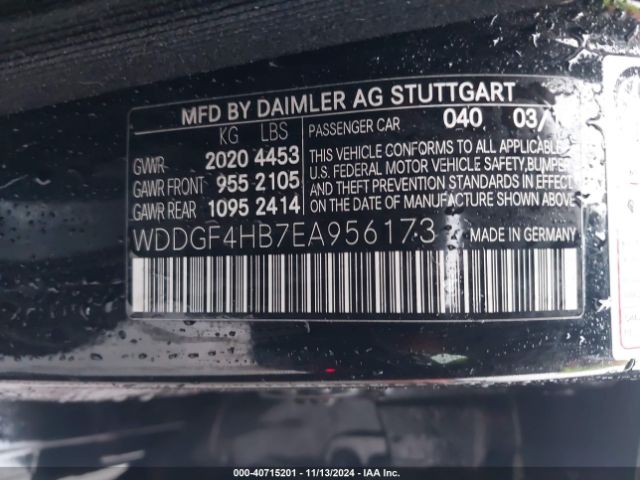 MFD BY DAIMLER AG STUTTGART
KG LBS
GVWR 2020 4453
GAWR FRONT 955 2105
GAWR REAR 1095 2414
PASSENGER CAR 040 03/
THIS VEHICLE CONFORMS TO ALL APPLICABLE
U.S. FEDERAL MOTOR VEHICLE SAFETY, BUMPER
AND THEFT PREVENTION STANDARDS IN EFFECT
ON THE DATE OF MANUFACTURE SHOWN ABOVE.
WDDGF4HB7EA956173 MADE IN GERMANY
000-40715201 - 11/13/2024 - IAA Inc.